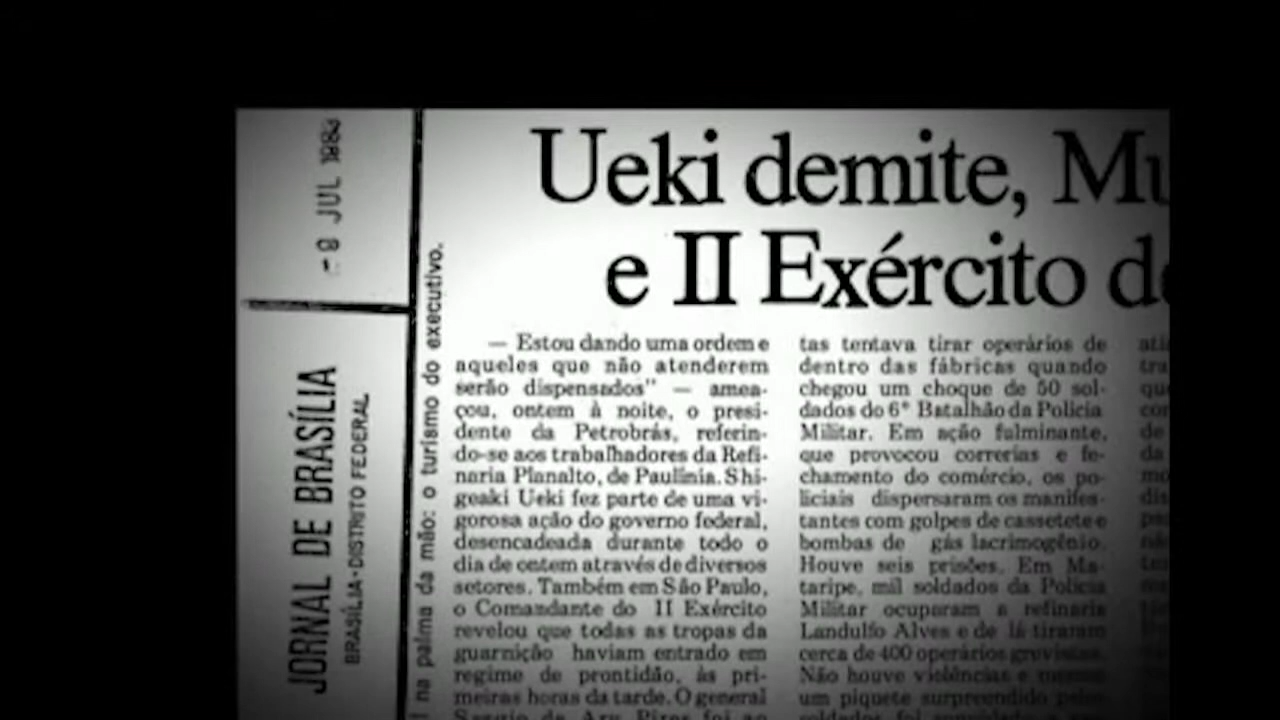 - 8 JUL 1983
JORNAL DE BRASÍLIA
BRASÍLIA-DISTRITO FEDERAL
na palma da mão: o turismo do executivo.
Ueki demite, Mu
e II Exército de
— Estou dando uma ordem e
aqueles que não atenderem
serão dispensados" — amea-
çou, ontem à noite, o presi-
dente da Petrobrás, referin-
do-se aos trabalhadores da Refi-
naria Planalto, de Paulínia. Shi-
geaki Ueki fez parte de uma vi-
gorosa ação do governo federal,
desencadeada durante todo o
dia de ontem através de diversos
setores. Também em São Paulo,
o Comandante do II Exército
revelou que todas as tropas da
guarnição haviam entrado em
regime de prontidão, às pri-
meiras horas da tarde. O general
tas tentava tirar operários de
dentro das fábricas quando
chegou um choque de 50 sol-
dados do 6° Batalhão da Polícia
Militar. Em ação fulminante,
que provocou correrias e fe-
chamento do comércio, os po-
liciais dispersaram os manifes-
tantes com golpes de cassetete e
bombas de gás lacrimogênio.
Houve seis prisões. Em Ma-
taripe, mil soldados da Polícia
Militar ocuparam a refinaria
Landulfo Alves e de lá tiraram
cerca de 400 operários grevistas.
Não houve violências e mesmo
um piquete surpreendido pelos